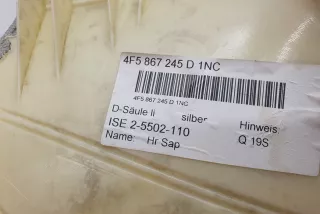 4F5 867 245 D 1NC
4F5 867 245 D 1NC
D-Säule li silber Hinweis
ISE 2-5502-110
Name: Hr Sap Q 19S